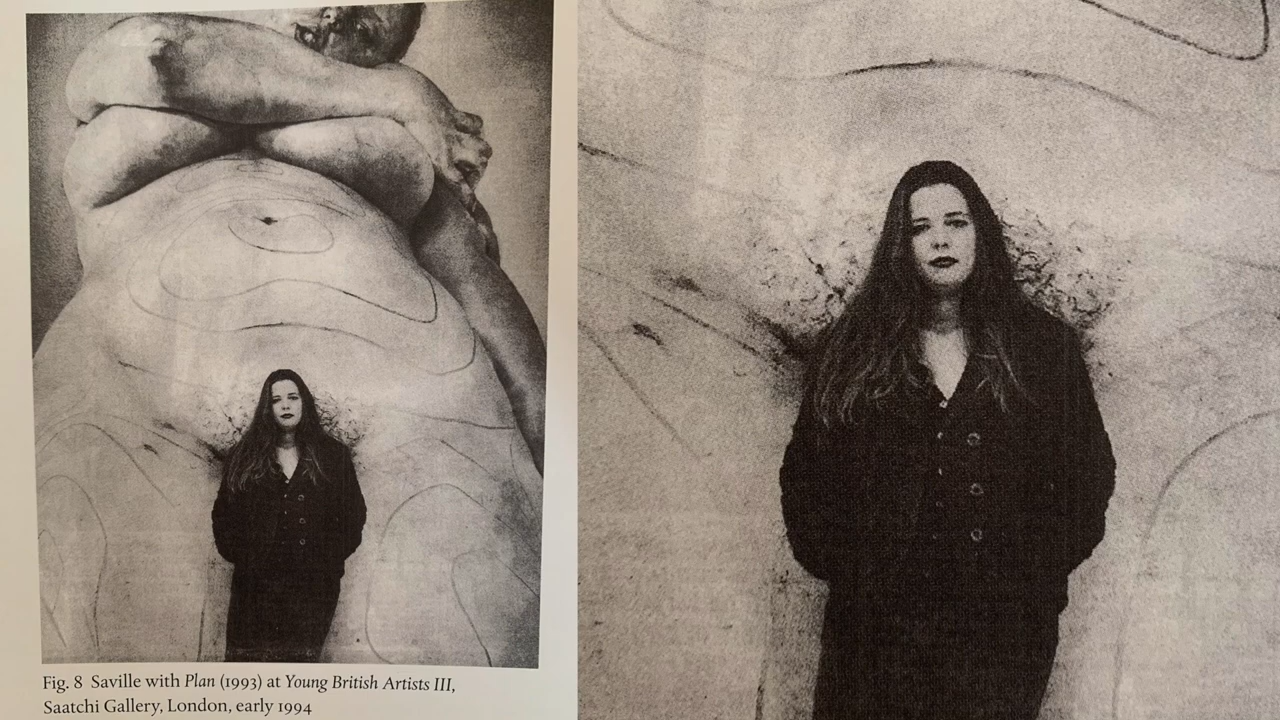 Fig. 8 Saville with Plan (1993) at Young British Artists III,
Saatchi Gallery, London, early 1994